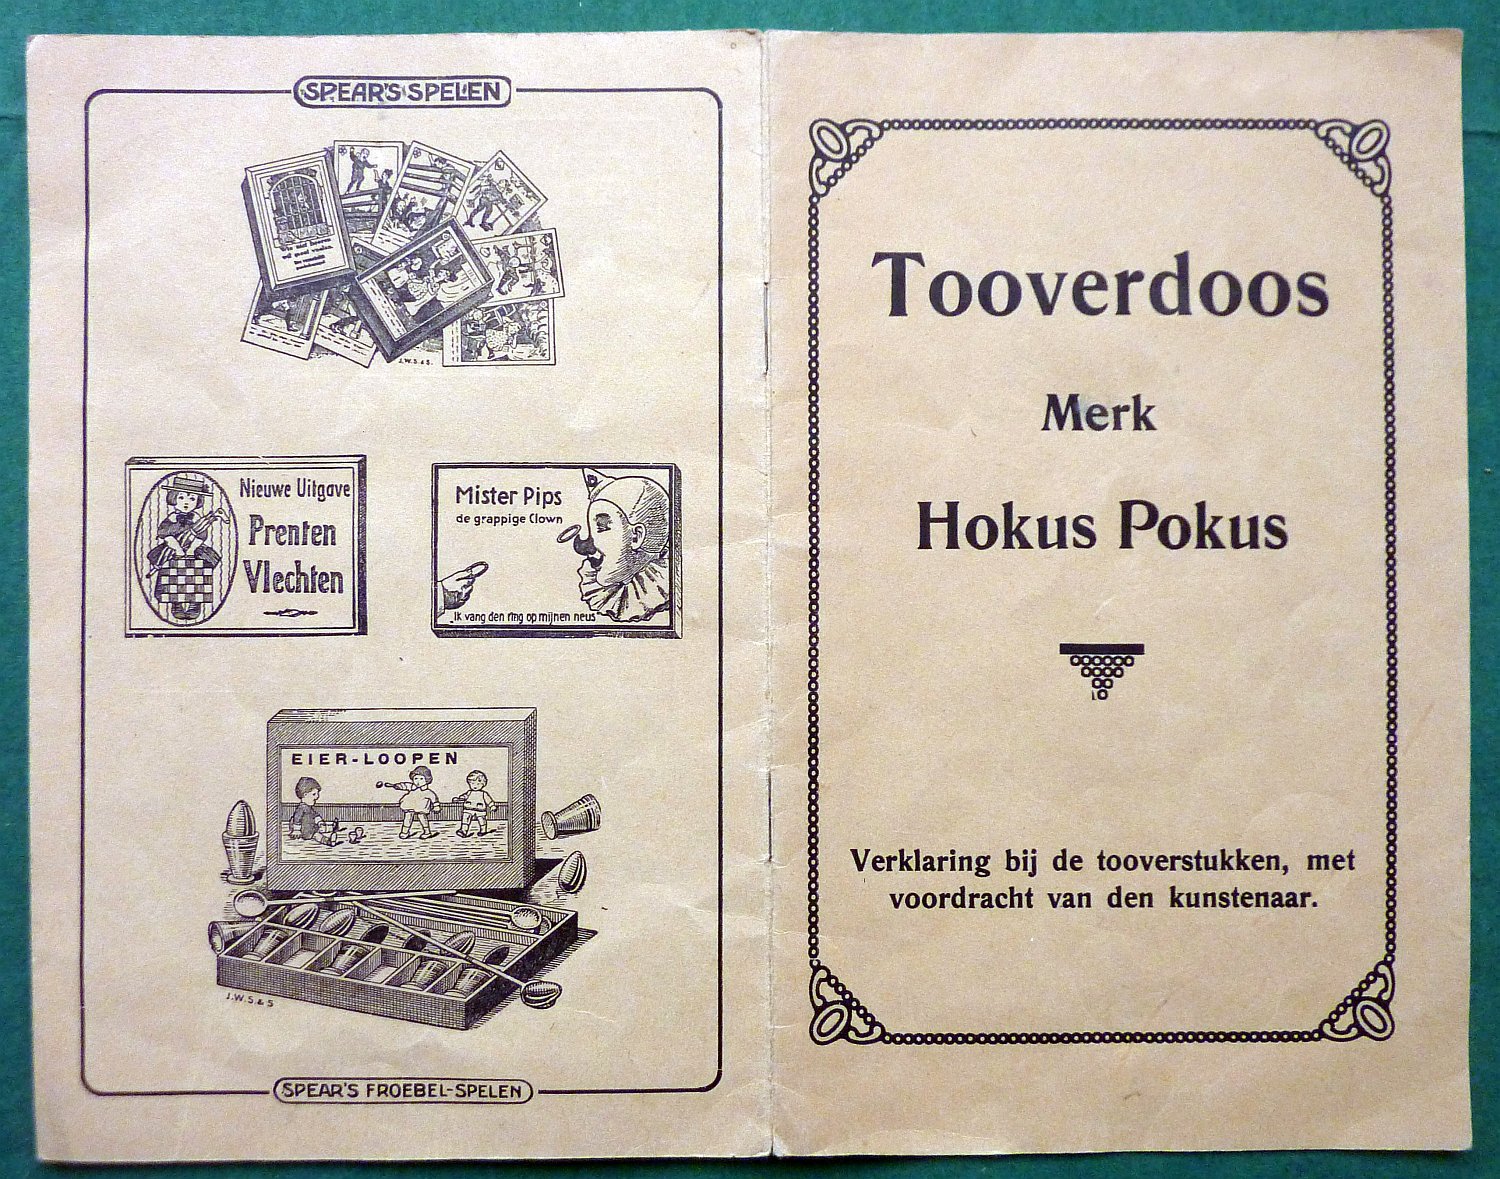 SPEAR'S SPELEN
J.W.S.&S.
Nieuwe Uitgave
Prenten
Vlechten
Mister Pips
de grappige Clown
„Ik vang den ring op mijnen neus"
EIER-LOOPEN
J.W.S.&S
SPEAR'S FROEBEL-SPELEN
Tooverdoos
Merk
Hokus Pokus
Verklaring bij de tooverstukken, met
voordracht van den kunstenaar.